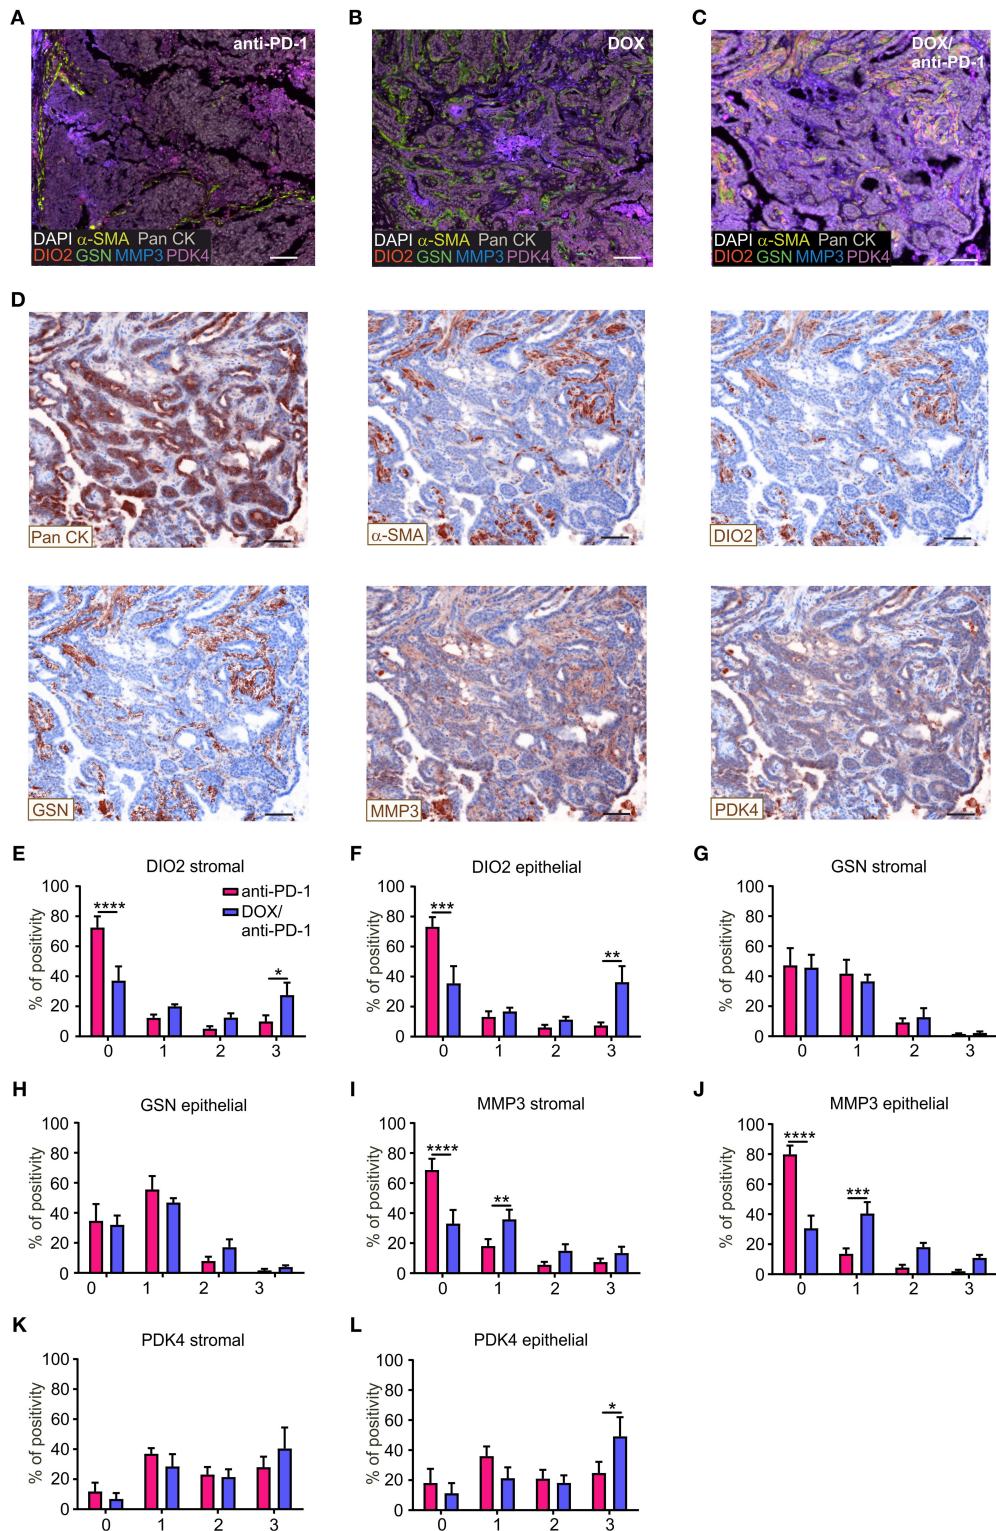 A
B
C
anti-PD-1
DOX
DOX/
anti-PD-1
DAPI α-SMA Pan CK
DIO2 GSN MMP3 PDK4
DAPI α-SMA Pan CK
DIO2 GSN MMP3 PDK4
DAPI α-SMA Pan CK
DIO2 GSN MMP3 PDK4
D
Pan CK
α-SMA
DIO2
GSN
MMP3
PDK4
E
DIO2 stromal
% of positivity
100
80
60
40
20
0
****
*
anti-PD-1
DOX/
anti-PD-1
0 1 2 3
F
DIO2 epithelial
% of positivity
100
80
60
40
20
0
***
**
0 1 2 3
G
GSN stromal
% of positivity
100
80
60
40
20
0
0 1 2 3
H
GSN epithelial
% of positivity
100
80
60
40
20
0
0 1 2 3
I
MMP3 stromal
% of positivity
100
80
60
40
20
0
****
**
0 1 2 3
J
MMP3 epithelial
% of positivity
100
80
60
40
20
0
****
***
0 1 2 3
K
PDK4 stromal
% of positivity
100
80
60
40
20
0
0 1 2 3
L
PDK4 epithelial
% of positivity
100
80
60
40
20
0
*
0 1 2 3